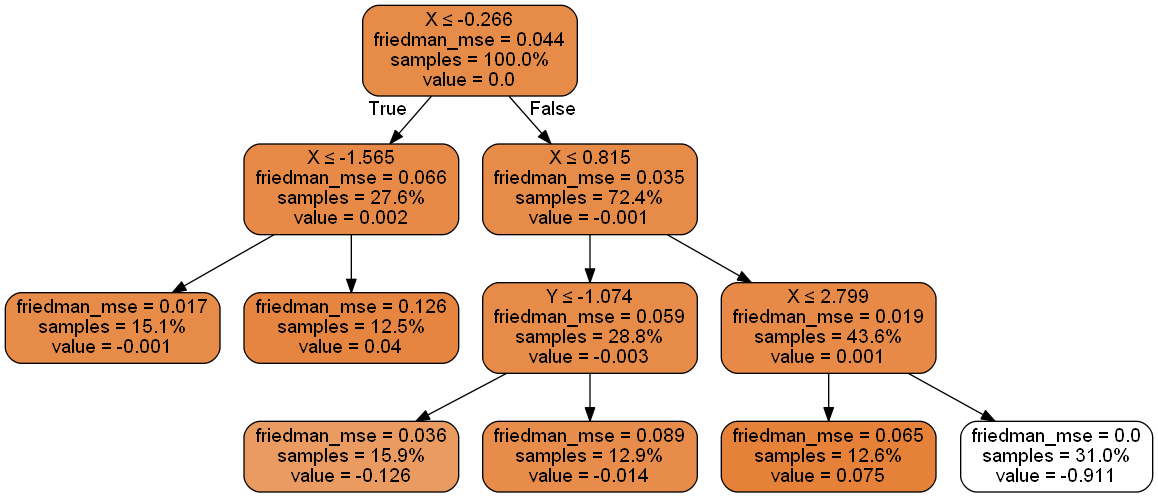 X ≤ -0.266
friedman_mse = 0.044
samples = 100.0%
value = 0.0
True
False
X ≤ -1.565
friedman_mse = 0.066
samples = 27.6%
value = 0.002
X ≤ 0.815
friedman_mse = 0.035
samples = 72.4%
value = -0.001
friedman_mse = 0.017
samples = 15.1%
value = -0.001
friedman_mse = 0.126
samples = 12.5%
value = 0.04
Y ≤ -1.074
friedman_mse = 0.059
samples = 28.8%
value = -0.003
X ≤ 2.799
friedman_mse = 0.019
samples = 43.6%
value = 0.001
friedman_mse = 0.036
samples = 15.9%
value = -0.126
friedman_mse = 0.089
samples = 12.9%
value = -0.014
friedman_mse = 0.065
samples = 12.6%
value = 0.075
friedman_mse = 0.0
samples = 31.0%
value = -0.911